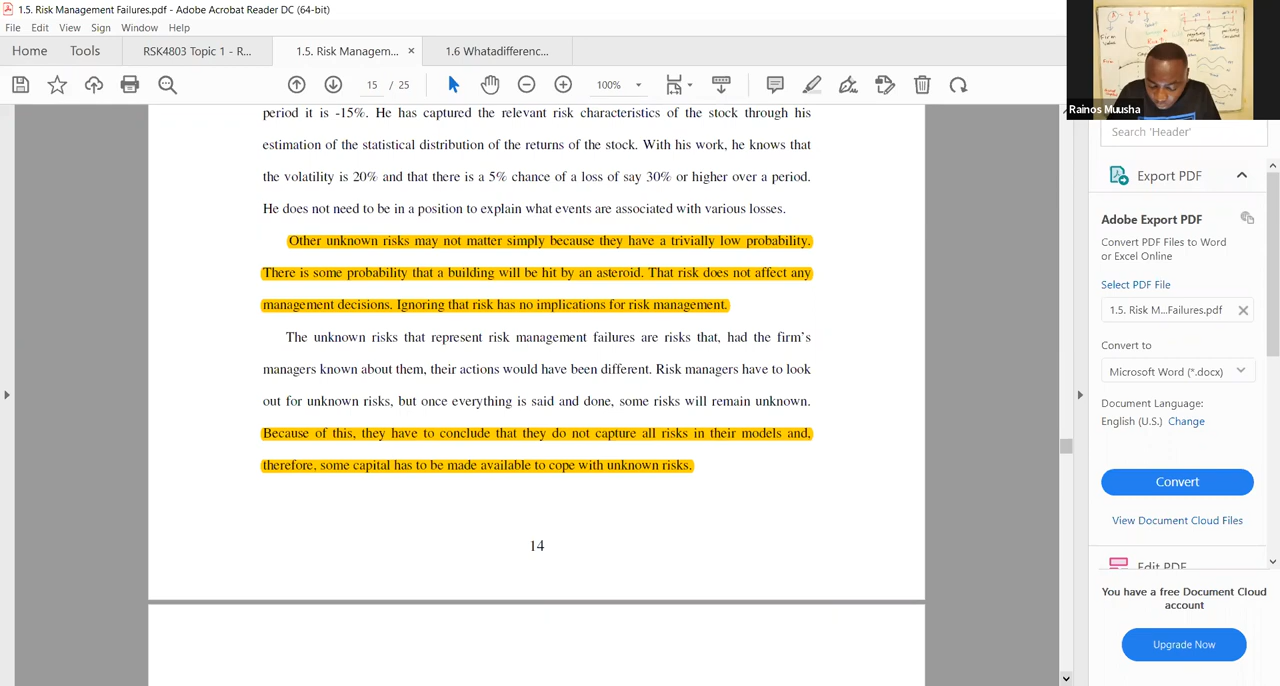 1.5. Risk Management Failures.pdf - Adobe Acrobat Reader DC (64-bit)
File Edit View Sign Window Help
Home Tools RSK4803 Topic 1 - R... 1.5. Risk Managem... × 1.6 Whatadifferenc...
15 / 25 100%
Rainos Muusha
Search 'Header'
Export PDF
Adobe Export PDF
Convert PDF Files to Word
or Excel Online
Select PDF File
1.5. Risk M...Failures.pdf
Convert to
Microsoft Word (*.docx)
Document Language:
English (U.S.) Change
Convert
View Document Cloud Files
Edit PDF
You have a free Document Cloud
account
Upgrade Now
period it is -15%. He has captured the relevant risk characteristics of the stock through his
estimation of the statistical distribution of the returns of the stock. With his work, he knows that
the volatility is 20% and that there is a 5% chance of a loss of say 30% or higher over a period.
He does not need to be in a position to explain what events are associated with various losses.
Other unknown risks may not matter simply because they have a trivially low probability.
There is some probability that a building will be hit by an asteroid. That risk does not affect any
management decisions. Ignoring that risk has no implications for risk management.
The unknown risks that represent risk management failures are risks that, had the firm's
managers known about them, their actions would have been different. Risk managers have to look
out for unknown risks, but once everything is said and done, some risks will remain unknown.
Because of this, they have to conclude that they do not capture all risks in their models and,
therefore, some capital has to be made available to cope with unknown risks.
14